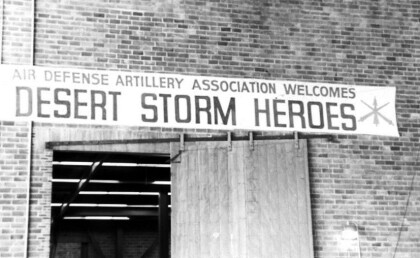 AIR DEFENSE ARTILLERY ASSOCIATION WELCOMES
DESERT STORM HEROES